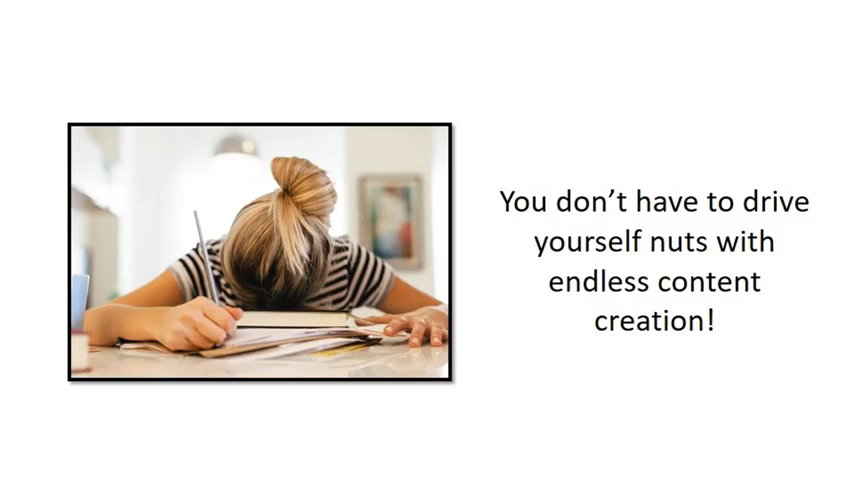 You don’t have to drive
yourself nuts with
endless content
creation!